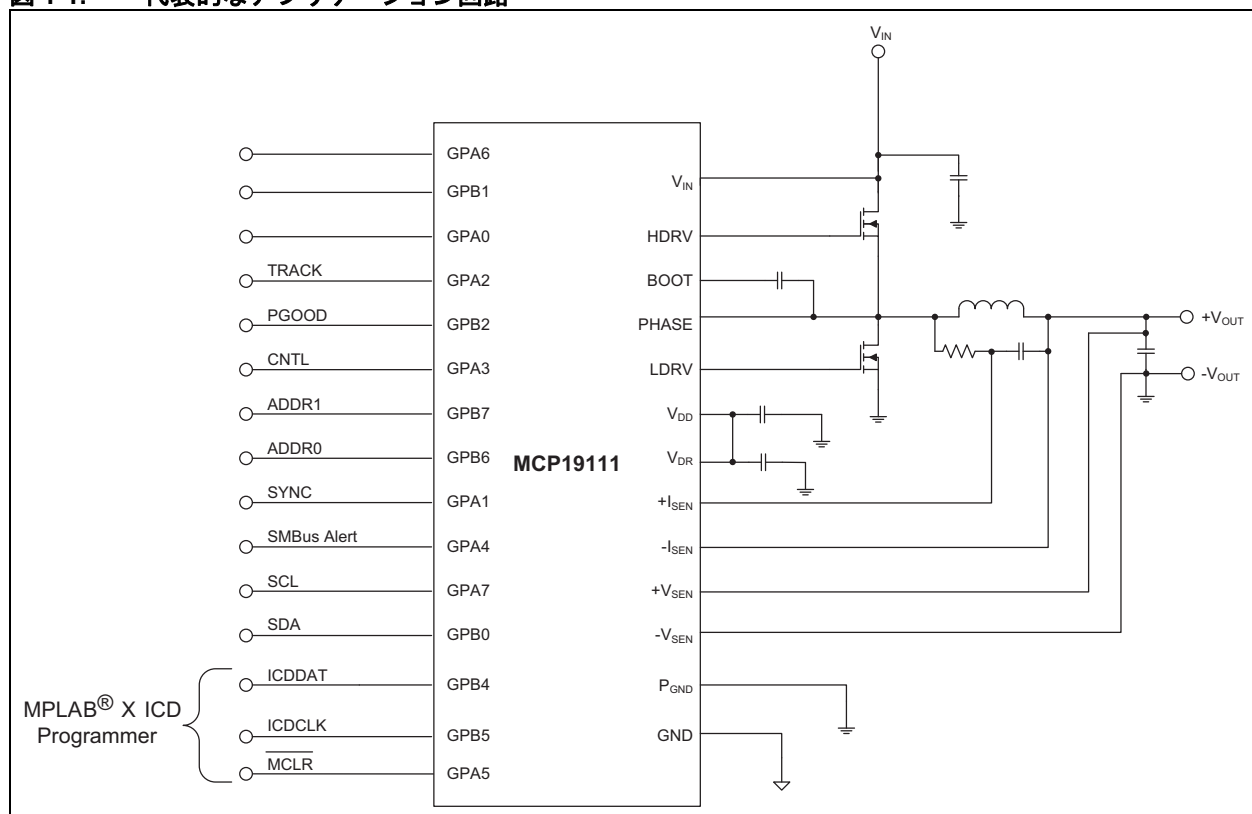 V_IN
GPA6
GPB1
V_IN
GPA0
HDRV
TRACK
GPA2
BOOT
PGOOD
GPB2
PHASE
+V_OUT
CNTL
GPA3
LDRV
-V_OUT
ADDR1
GPB7
V_DD
ADDR0
GPB6
MCP19111
V_DR
SYNC
GPA1
+I_SEN
SMBus Alert
GPA4
-I_SEN
SCL
GPA7
+V_SEN
SDA
GPB0
-V_SEN
ICDDAT
GPB4
P_GND
MPLAB® X ICD
Programmer
ICDCLK
GPB5
GND
MCLR
GPA5